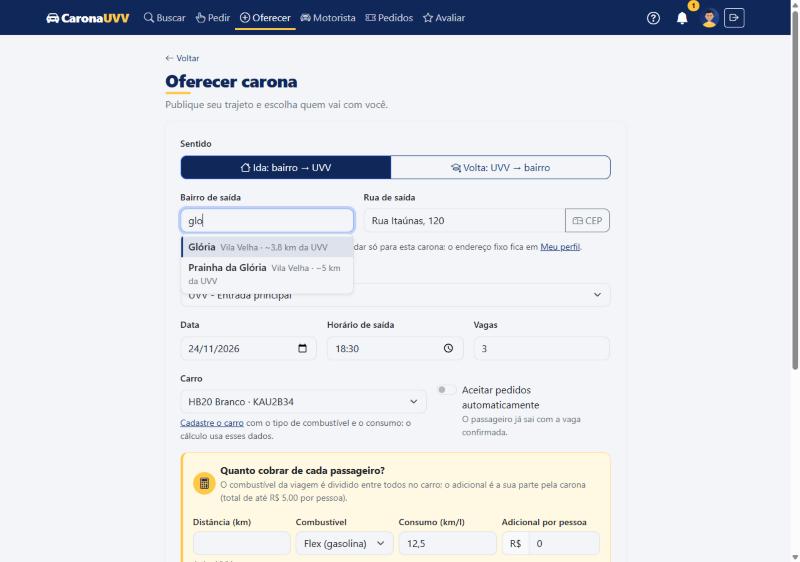 CaronaUVV Buscar Pedir Oferecer Motorista Pedidos Avaliar 1
← Voltar
Oferecer carona
Publique seu trajeto e escolha quem vai com você.
Sentido
Ida: bairro → UVV Volta: UVV → bairro
Bairro de saída Rua de saída
glo Rua Itaúnas, 120 CEP
Glória Vila Velha · ~3,8 km da UVV
dar só para esta carona: o endereço fixo fica em Meu perfil.
Prainha da Glória Vila Velha · ~5 km
da UVV
UVV - Entrada principal
Data Horário de saída Vagas
24/11/2026 18:30 3
Carro
HB20 Branco · KAU2B34
Aceitar pedidos
automaticamente
O passageiro já sai com a vaga
confirmada.
Cadastre o carro com o tipo de combustível e o consumo: o
cálculo usa esses dados.
Quanto cobrar de cada passageiro?
O combustível da viagem é dividido entre todos no carro; o adicional é a sua parte pela carona
(total de até R$ 5,00 por pessoa).
Distância (km) Combustível Consumo (km/l) Adicional por pessoa
Flex (gasolina) 12,5 R$ 0